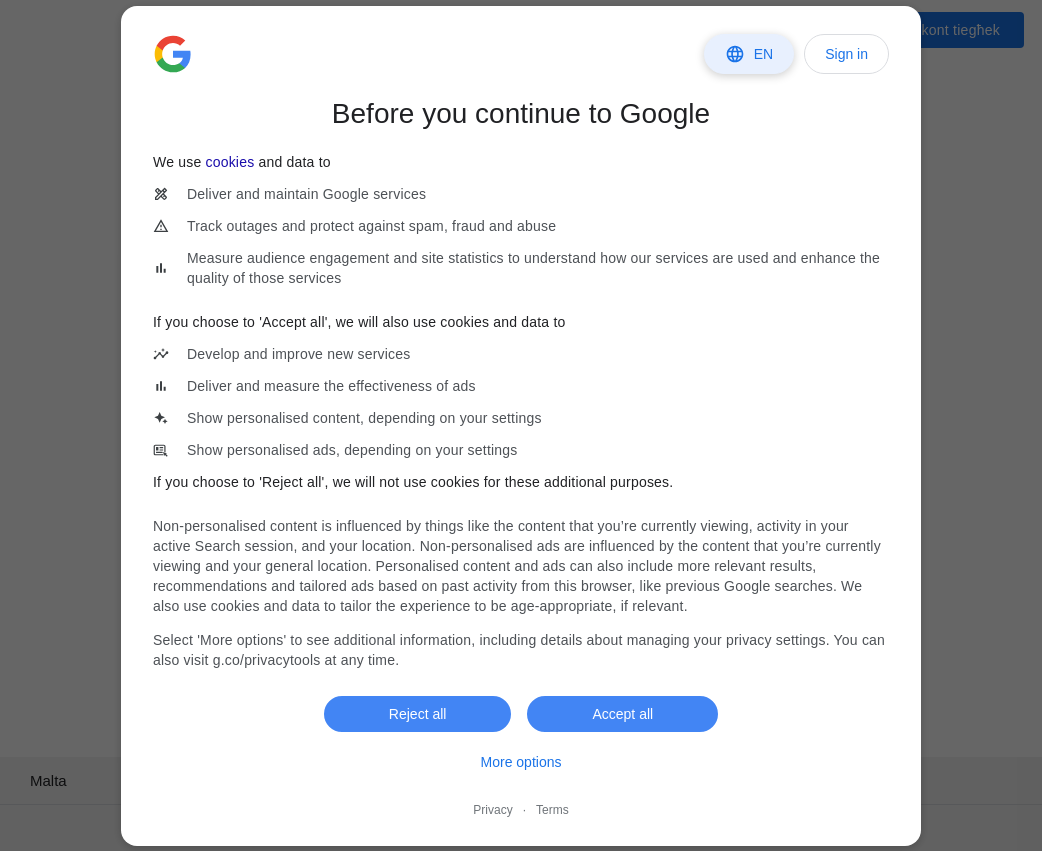 kont tiegħek
EN
Sign in
Before you continue to Google
We use cookies and data to
Deliver and maintain Google services
Track outages and protect against spam, fraud and abuse
Measure audience engagement and site statistics to understand how our services are used and enhance the
quality of those services
If you choose to 'Accept all', we will also use cookies and data to
Develop and improve new services
Deliver and measure the effectiveness of ads
Show personalised content, depending on your settings
Show personalised ads, depending on your settings
If you choose to 'Reject all', we will not use cookies for these additional purposes.
Non-personalised content is influenced by things like the content that you’re currently viewing, activity in your
active Search session, and your location. Non-personalised ads are influenced by the content that you’re currently
viewing and your general location. Personalised content and ads can also include more relevant results,
recommendations and tailored ads based on past activity from this browser, like previous Google searches. We
also use cookies and data to tailor the experience to be age-appropriate, if relevant.
Select 'More options' to see additional information, including details about managing your privacy settings. You can
also visit g.co/privacytools at any time.
Reject all
Accept all
More options
Malta
Privacy · Terms